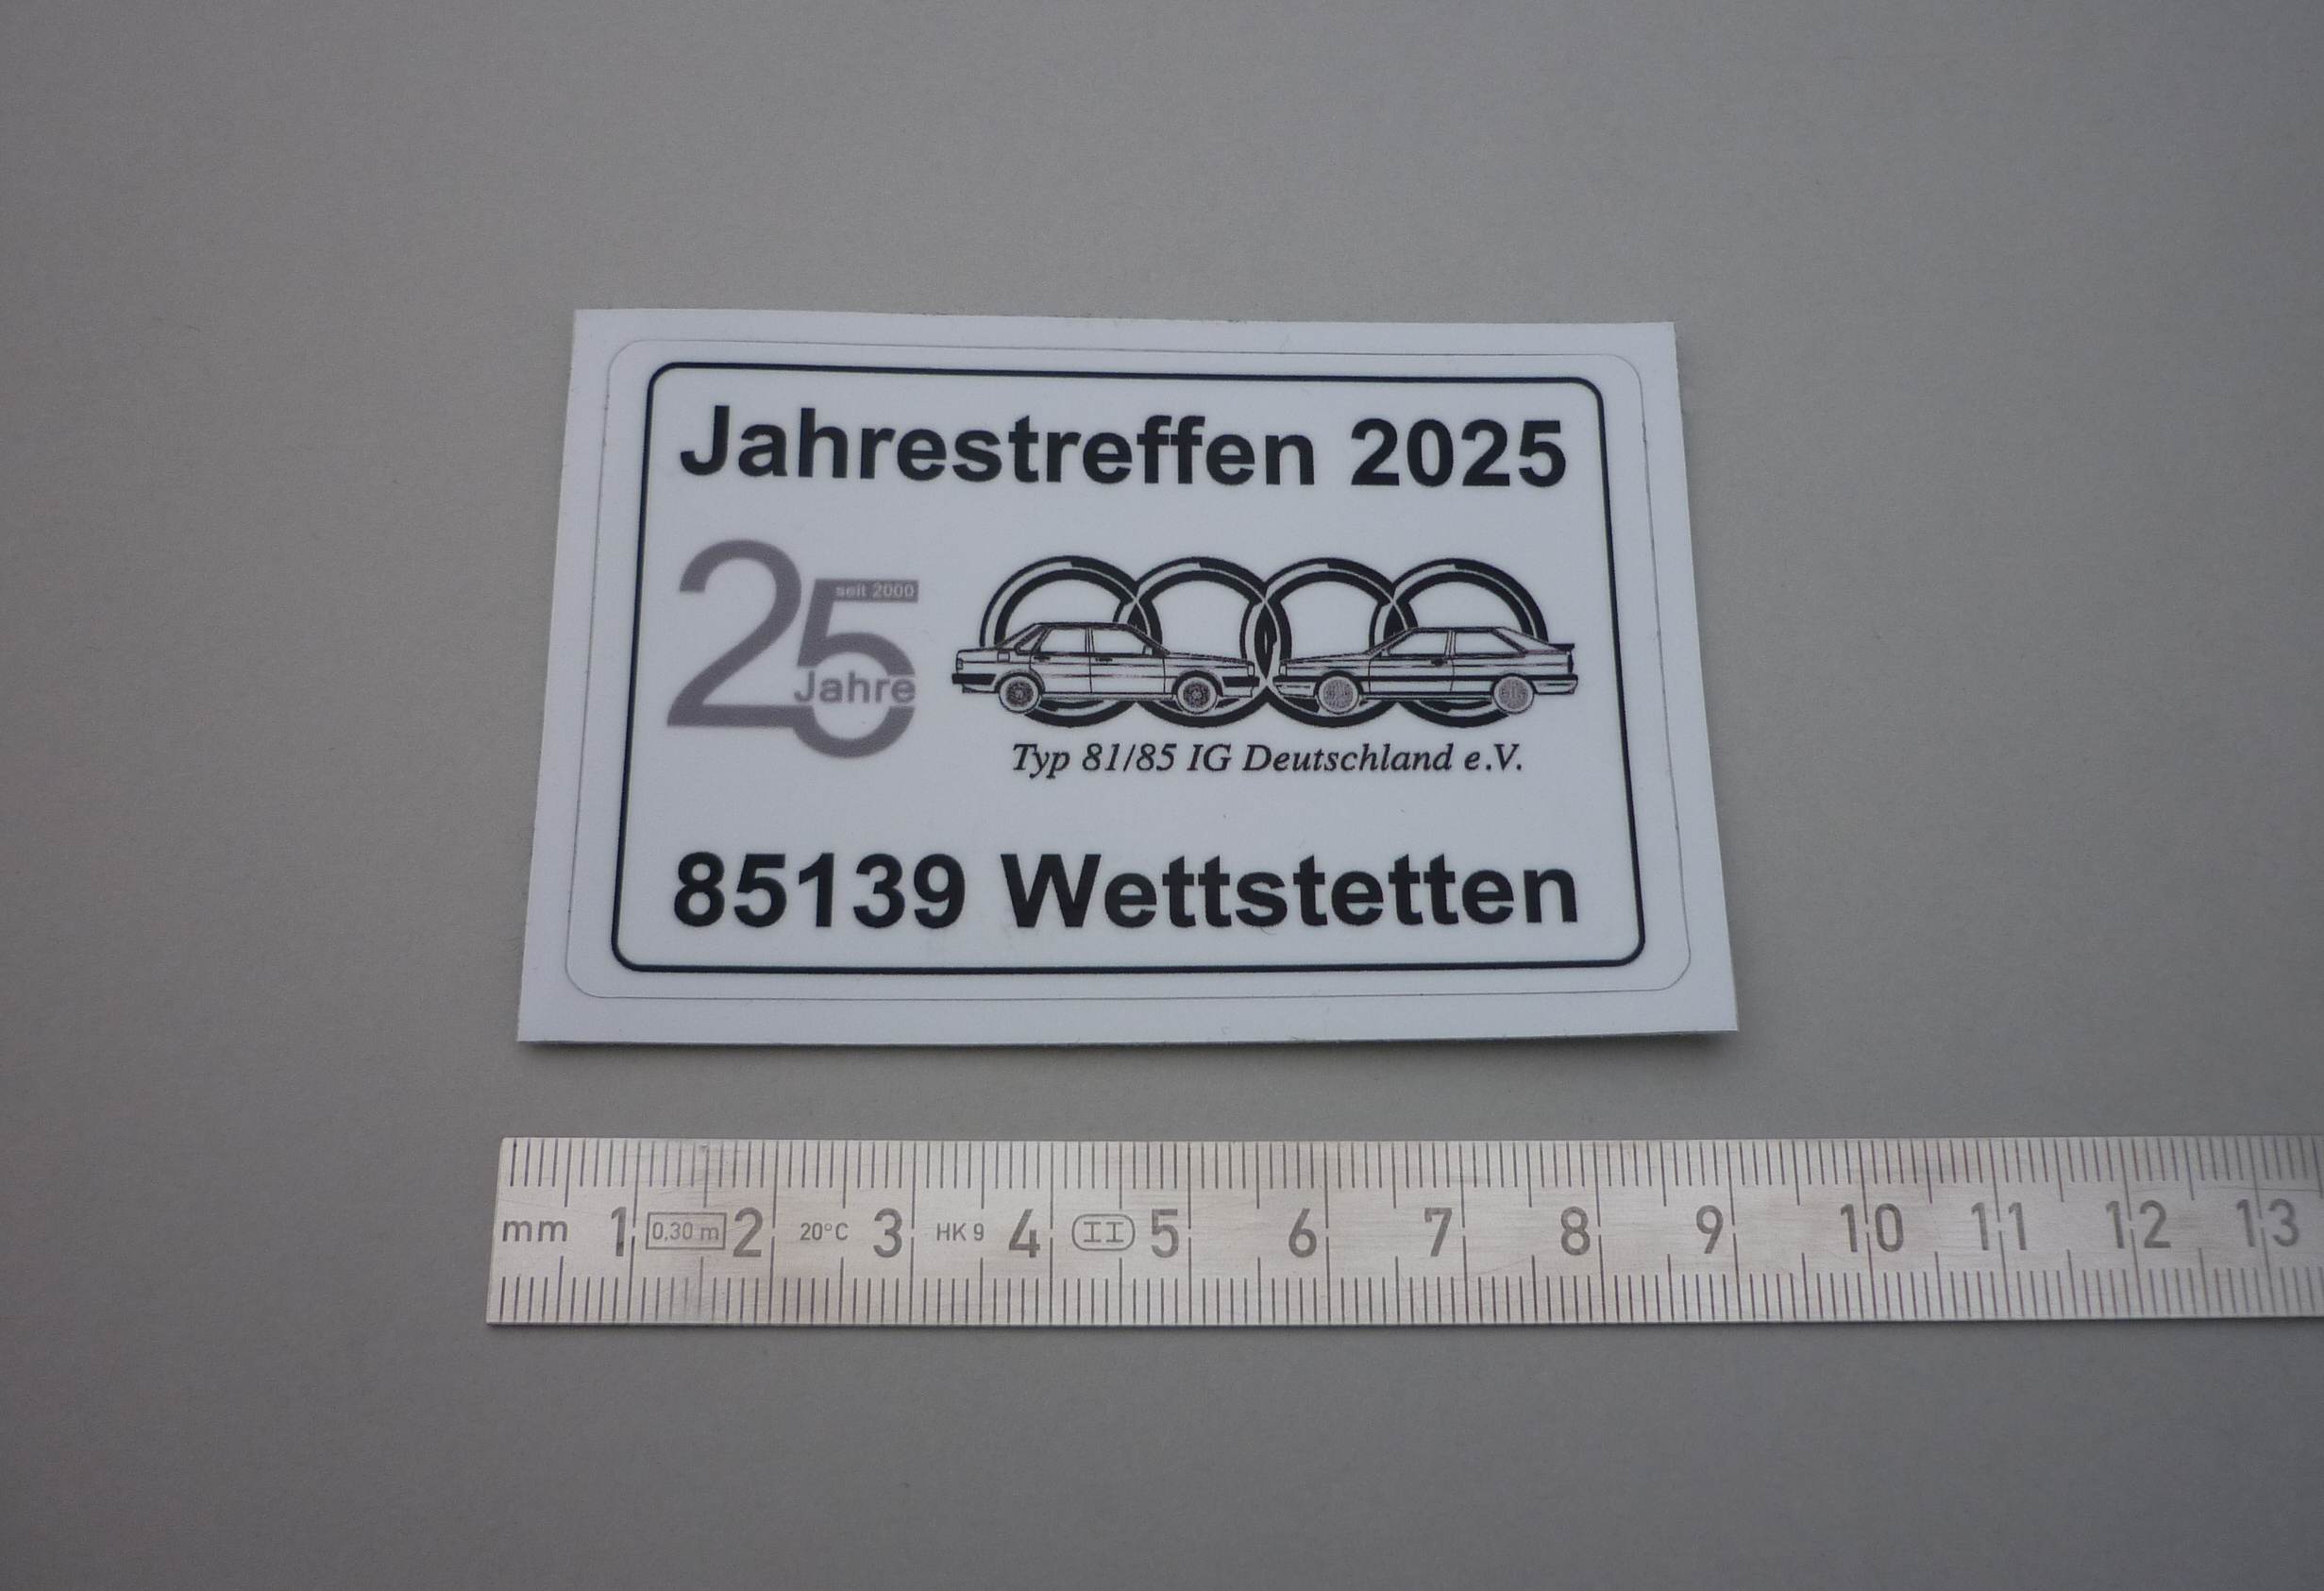 Jahrestreffen 2025
25
seit 2000
Jahre
Typ 81/85 IG Deutschland e.V.
85139 Wettstetten
mm 1 0,30 m 2 20°C 3 HK 9 4 II 5 6 7 8 9 10 11 12 13